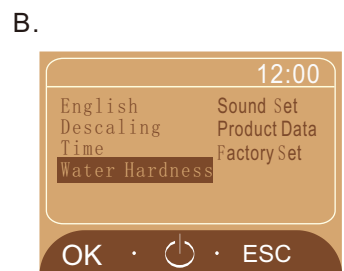 B.
12:00
English
Descaling
Time
Water Hardness
Sound Set
Product Data
Factory Set
OK · · ESC